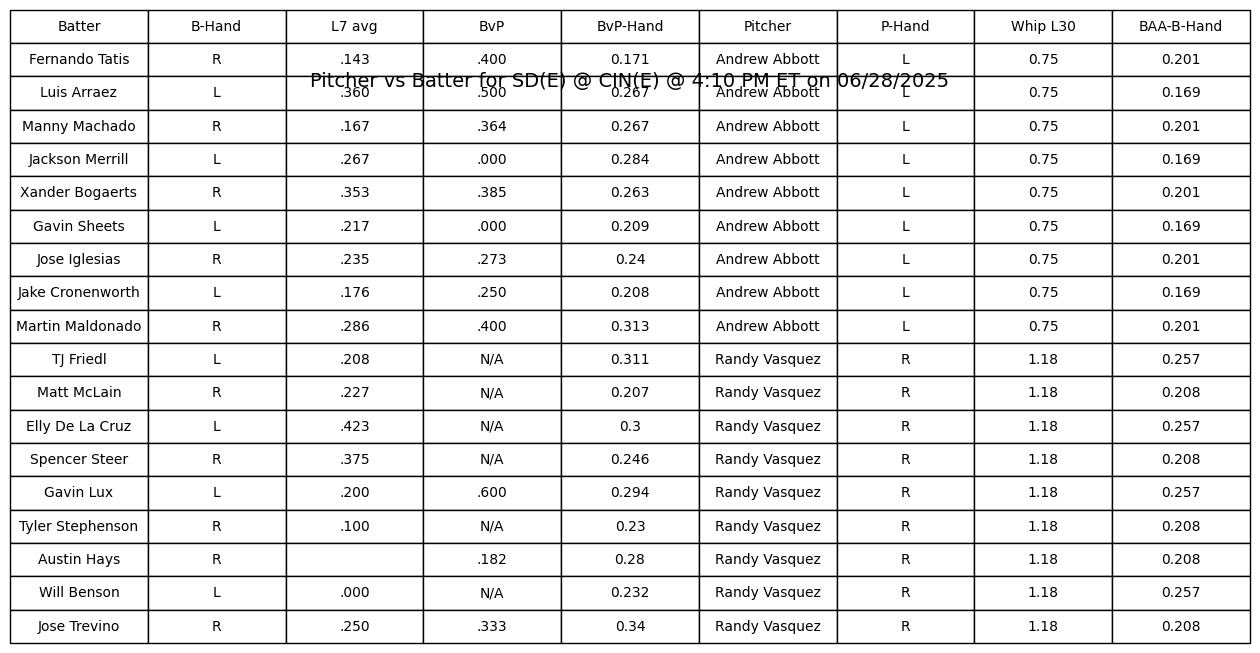 Batter B-Hand L7 avg BvP BvP-Hand Pitcher P-Hand Whip L30 BAA-B-Hand
Fernando Tatis R .143 .400 0.171 Andrew Abbott L 0.75 0.201
Pitcher vs Batter for SD(E) @ CIN(E) @ 4:10 PM ET on 06/28/2025
Luis Arraez L .360 .500 0.267 Andrew Abbott L 0.75 0.169
Manny Machado R .167 .364 0.267 Andrew Abbott L 0.75 0.201
Jackson Merrill L .267 .000 0.284 Andrew Abbott L 0.75 0.169
Xander Bogaerts R .353 .385 0.263 Andrew Abbott L 0.75 0.201
Gavin Sheets L .217 .000 0.209 Andrew Abbott L 0.75 0.169
Jose Iglesias R .235 .273 0.24 Andrew Abbott L 0.75 0.201
Jake Cronenworth L .176 .250 0.208 Andrew Abbott L 0.75 0.169
Martin Maldonado R .286 .400 0.313 Andrew Abbott L 0.75 0.201
TJ Friedl L .208 N/A 0.311 Randy Vasquez R 1.18 0.257
Matt McLain R .227 N/A 0.207 Randy Vasquez R 1.18 0.208
Elly De La Cruz L .423 N/A 0.3 Randy Vasquez R 1.18 0.257
Spencer Steer R .375 N/A 0.246 Randy Vasquez R 1.18 0.208
Gavin Lux L .200 .600 0.294 Randy Vasquez R 1.18 0.257
Tyler Stephenson R .100 N/A 0.23 Randy Vasquez R 1.18 0.208
Austin Hays R .182 0.28 Randy Vasquez R 1.18 0.208
Will Benson L .000 N/A 0.232 Randy Vasquez R 1.18 0.257
Jose Trevino R .250 .333 0.34 Randy Vasquez R 1.18 0.208